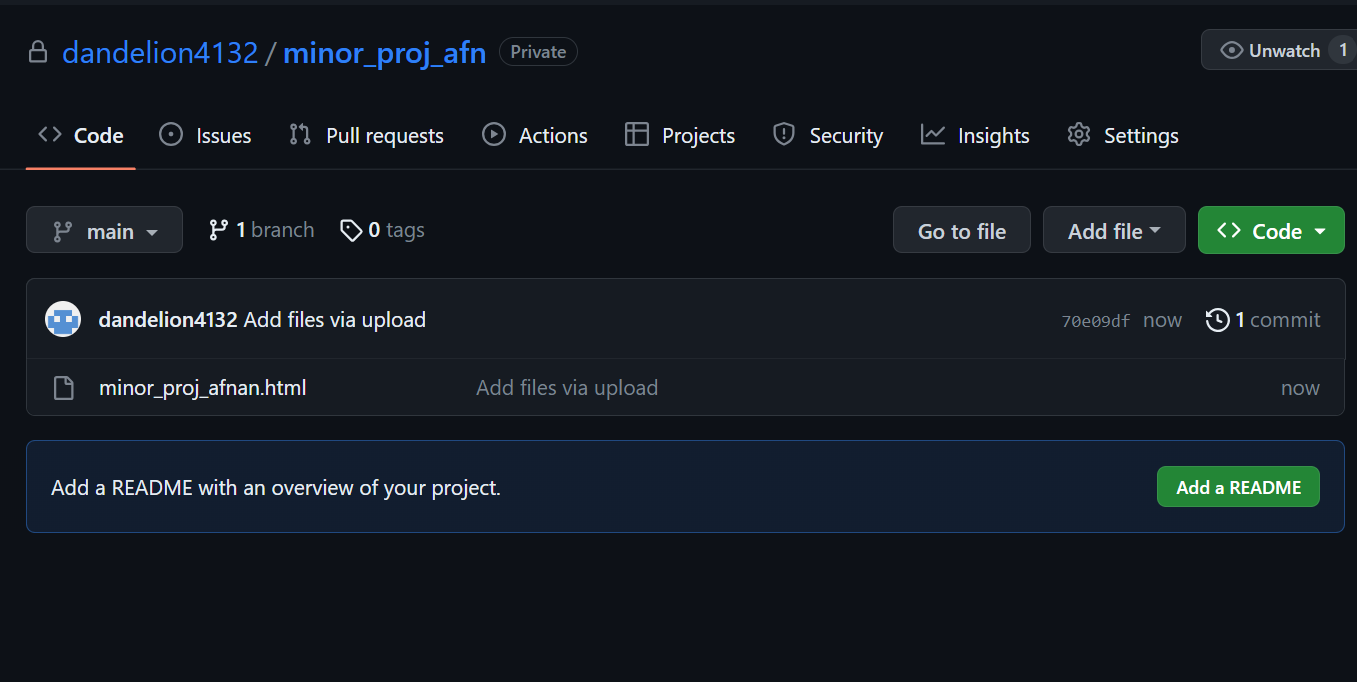 dandelion4132 / minor_proj_afn Private Unwatch 1
Code Issues Pull requests Actions Projects Security Insights Settings
main 1 branch 0 tags Go to file Add file Code
dandelion4132 Add files via upload 70e09df now 1 commit
minor_proj_afnan.html Add files via upload now
Add a README with an overview of your project. Add a README